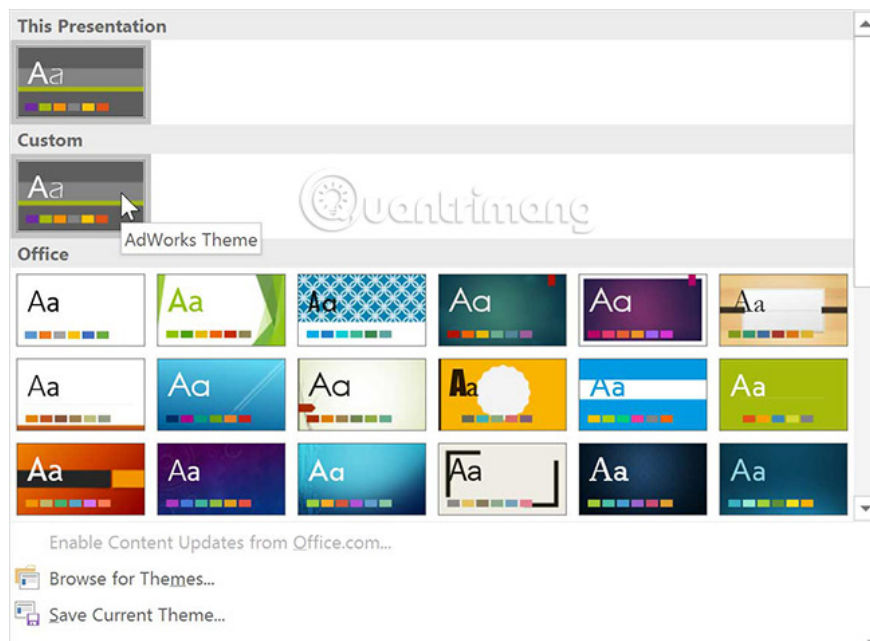 This Presentation
Aa
Custom
Aa
Quantrimang
AdWorks Theme
Office
Aa Aa Aa Aa Aa Aa
Aa Aa Aa Aa Aa Aa
Aa Aa Aa Aa Aa Aa
Enable Content Updates from Office.com...
Browse for Themes...
Save Current Theme...